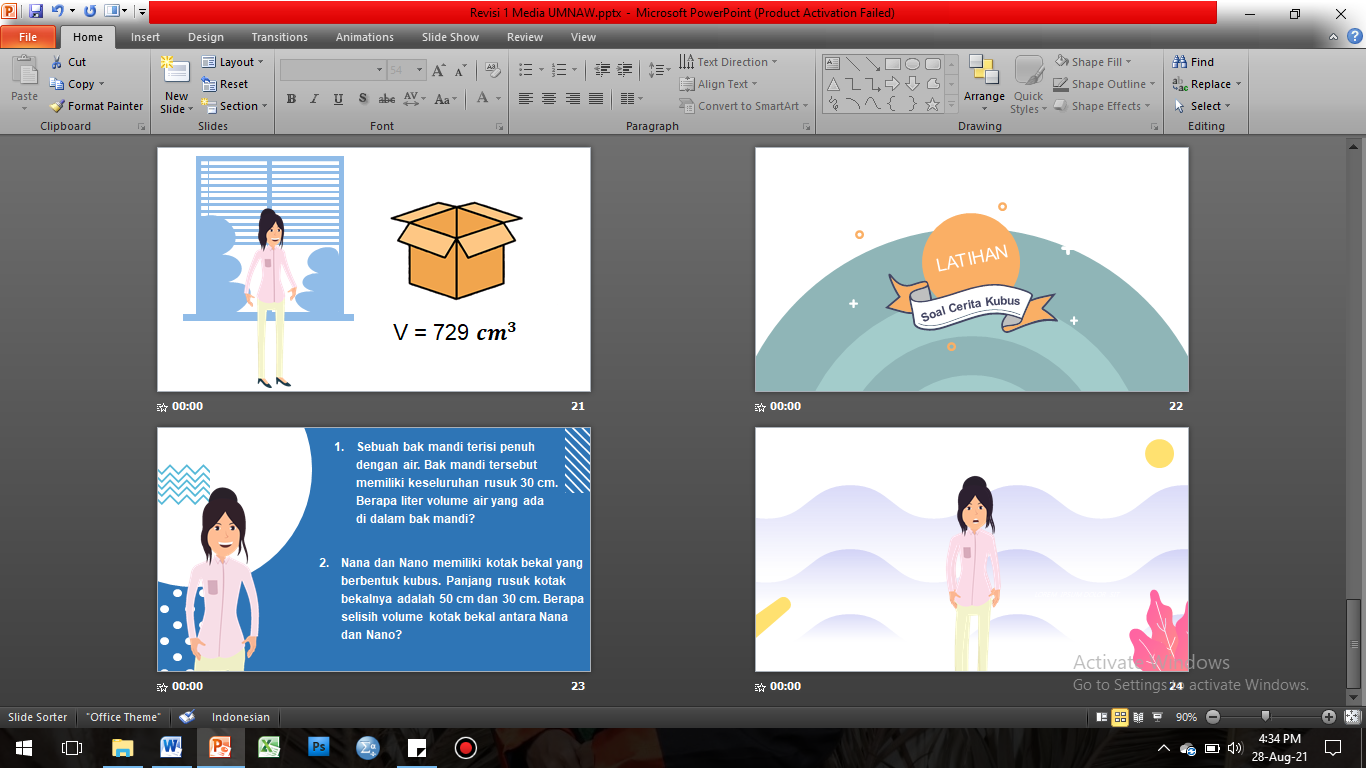 Revisi 1 Media UMNAW.pptx - Microsoft PowerPoint (Product Activation Failed)
File Home Insert Design Transitions Animations Slide Show Review View
Paste
Cut
Copy
Format Painter
Clipboard
New Slide
Layout
Reset
Section
Slides
54
Font
Text Direction
Align Text
Convert to SmartArt
Paragraph
Arrange
Quick Styles
Shape Fill
Shape Outline
Shape Effects
Drawing
Find
Replace
Select
Editing
V = 729 cm³
00:00 21
LATIHAN
Soal Cerita Kubus
00:00 22
1. Sebuah bak mandi terisi penuh
dengan air. Bak mandi tersebut
memiliki keseluruhan rusuk 30 cm.
Berapa liter volume air yang ada
di dalam bak mandi?
2. Nana dan Nano memiliki kotak bekal yang
berbentuk kubus. Panjang rusuk kotak
bekalnya adalah 50 cm dan 30 cm. Berapa
selisih volume kotak bekal antara Nana
dan Nano?
00:00 23
00:00 24
Activate Windows
Go to Settings to activate Windows.
Slide Sorter "Office Theme" Indonesian 90%
4:34 PM
28-Aug-21